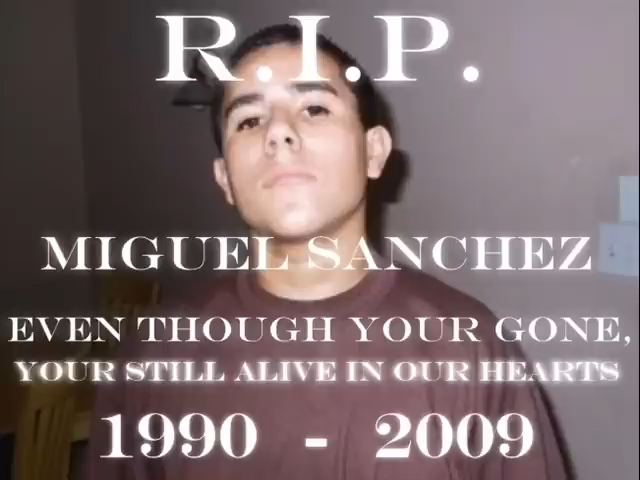 R.I.P.
MIGUEL SANCHEZ
EVEN THOUGH YOUR GONE,
YOUR STILL ALIVE IN OUR HEARTS
1990 - 2009